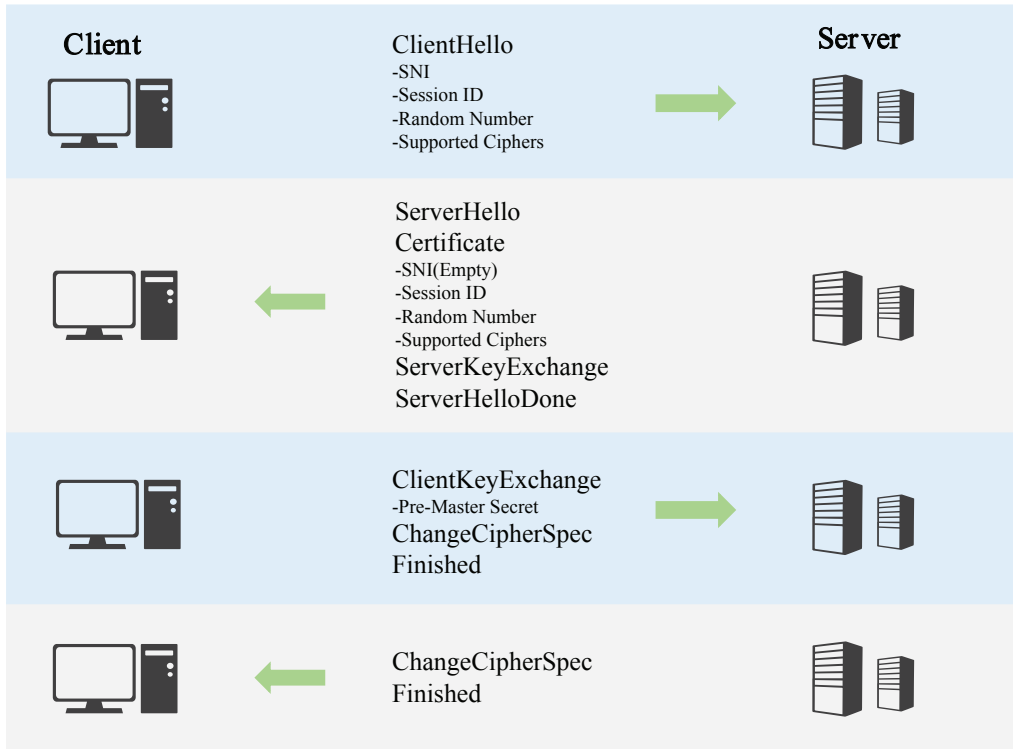 Client
Server
ClientHello
-SNI
-Session ID
-Random Number
-Supported Ciphers
ServerHello
Certificate
-SNI(Empty)
-Session ID
-Random Number
-Supported Ciphers
ServerKeyExchange
ServerHelloDone
ClientKeyExchange
-Pre-Master Secret
ChangeCipherSpec
Finished
ChangeCipherSpec
Finished